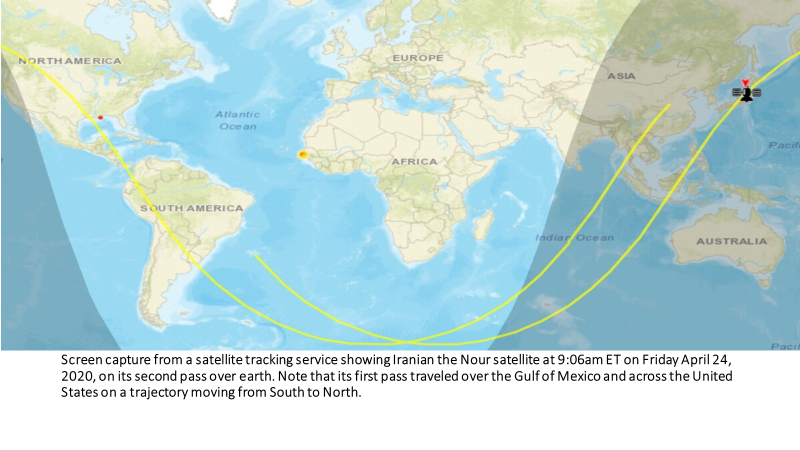 NORTH AMERICA
EUROPE
ASIA
Atlantic
Ocean
Pacifi
AFRICA
SOUTH AMERICA
Indian Ocean
AUSTRALIA
Pacifi
Screen capture from a satellite tracking service showing Iranian the Nour satellite at 9:06am ET on Friday April 24,
2020, on its second pass over earth. Note that its first pass traveled over the Gulf of Mexico and across the United
States on a trajectory moving from South to North.